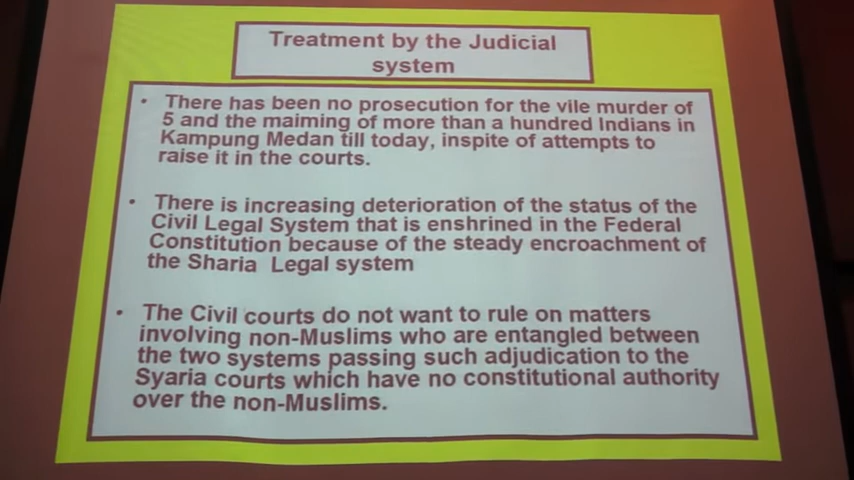 Treatment by the Judicial
system
• There has been no prosecution for the vile murder of
5 and the maiming of more than a hundred Indians in
Kampung Medan till today, inspite of attempts to
raise it in the courts.
• There is increasing deterioration of the status of the
Civil Legal System that is enshrined in the Federal
Constitution because of the steady encroachment of
the Sharia Legal system
• The Civil courts do not want to rule on matters
involving non-Muslims who are entangled between
the two systems passing such adjudication to the
Syaria courts which have no constitutional authority
over the non-Muslims.